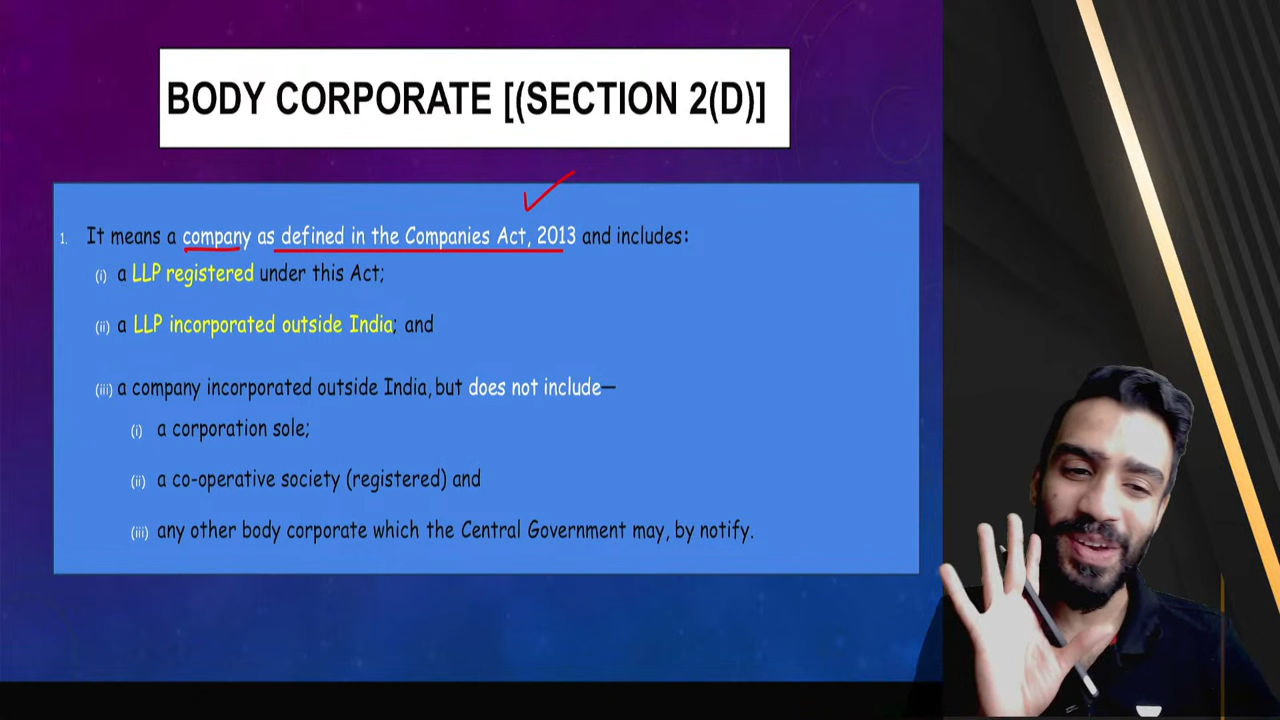 BODY CORPORATE [(SECTION 2(D)]
1. It means a company as defined in the Companies Act, 2013 and includes:
(i) a LLP registered under this Act;
(ii) a LLP incorporated outside India; and
(iii) a company incorporated outside India, but does not include—
(i) a corporation sole;
(ii) a co-operative society (registered) and
(iii) any other body corporate which the Central Government may, by notify.